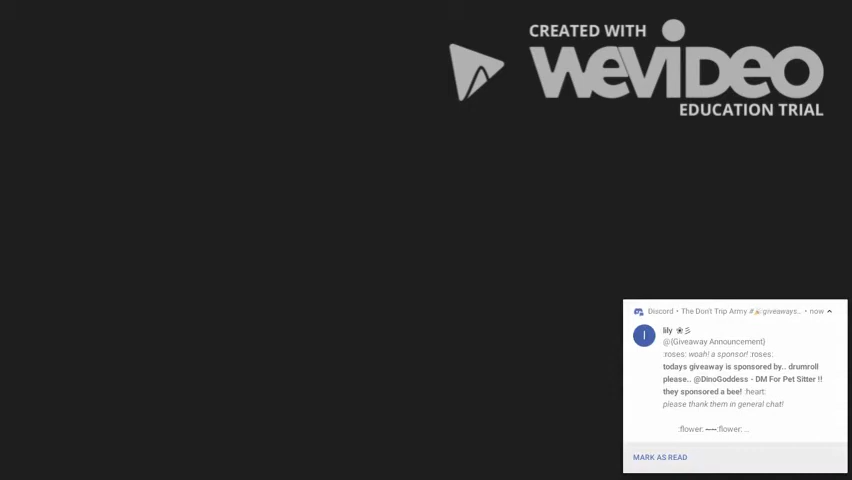 CREATED WITH
WEVIDEO
EDUCATION TRIAL
Discord • The Don't Trip Army #🎉giveaways.. • now
l
lily ❀彡
@(Giveaway Announcement)
:roses: woah! a sponsor! :roses:
todays giveaway is sponsored by.. drumroll
please.. @DinoGoddess - DM For Pet Sitter !!
they sponsored a bee! :heart:
please thank them in general chat!
:flower: ─·─ :flower: ...
MARK AS READ